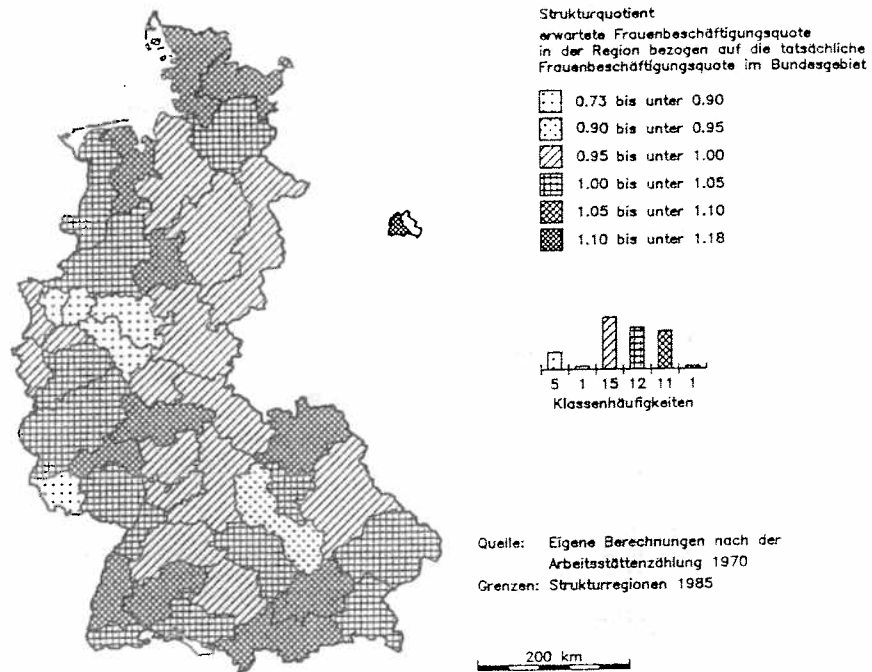 Strukturquotient
erwartete Frauenbeschäftigungsquote
in der Region bezogen auf die tatsächliche
Frauenbeschäftigungsquote im Bundesgebiet
0.73 bis unter 0.90
0.90 bis unter 0.95
0.95 bis unter 1.00
1.00 bis unter 1.05
1.05 bis unter 1.10
1.10 bis unter 1.18
5 1 15 12 11 1
Klassenhäufigkeiten
Quelle: Eigene Berechnungen nach der
Arbeitsstättenzählung 1970
Grenzen: Strukturregionen 1985
200 km